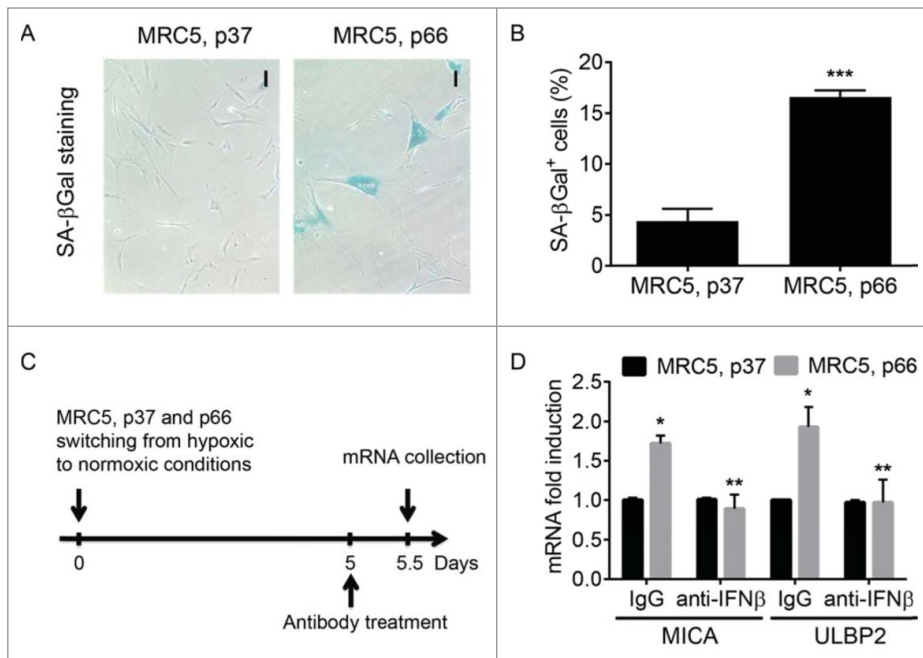 A
MRC5, p37
MRC5, p66
SA-βGal staining
B
SA-βGal+ cells (%)
20
15
10
5
0
***
MRC5, p37
MRC5, p66
C
MRC5, p37 and p66
switching from hypoxic
to normoxic conditions
mRNA collection
0
5
5.5
Days
Antibody treatment
D
MRC5, p37
MRC5, p66
mRNA fold induction
2.5
2.0
1.5
1.0
0.5
0.0
*
**
*
**
IgG
anti-IFNβ
IgG
anti-IFNβ
MICA
ULBP2